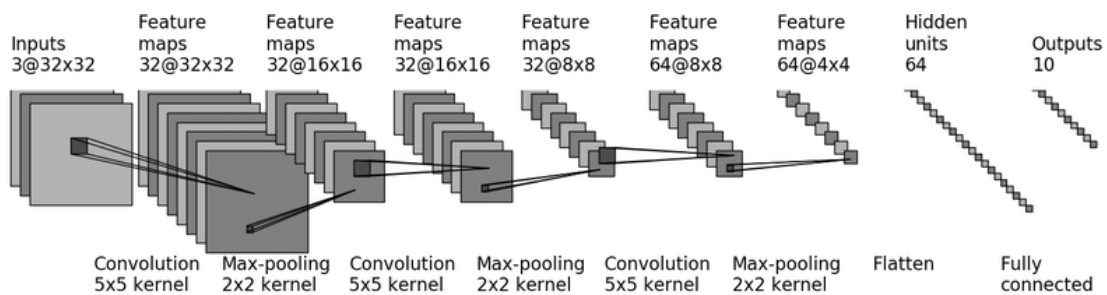 Inputs
3@32x32
Feature
maps
32@32x32
Feature
maps
32@16x16
Feature
maps
32@16x16
Feature
maps
32@8x8
Feature
maps
64@8x8
Feature
maps
64@4x4
Hidden
units
64
Outputs
10
Convolution
5x5 kernel
Max-pooling
2x2 kernel
Convolution
5x5 kernel
Max-pooling
2x2 kernel
Convolution
5x5 kernel
Max-pooling
2x2 kernel
Flatten
Fully
connected